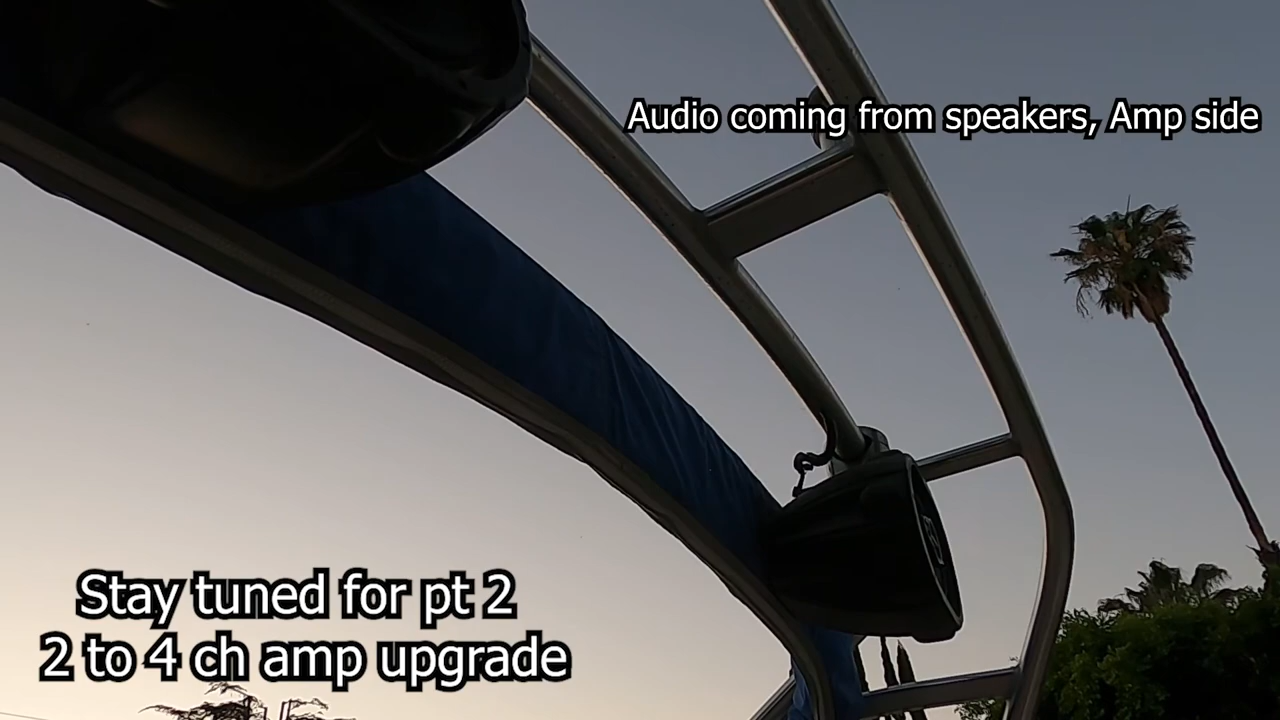 Audio coming from speakers, Amp side
Stay tuned for pt 2
2 to 4 ch amp upgrade